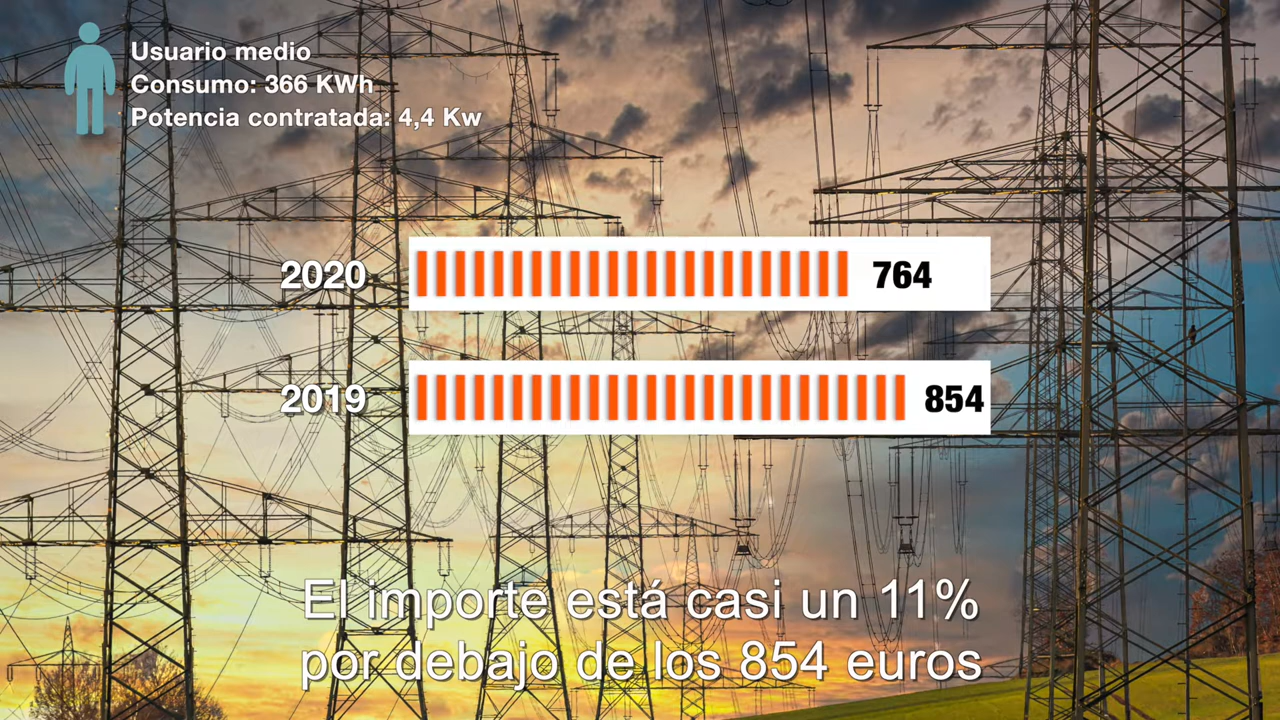 Usuario medio
Consumo: 366 KWh
Potencia contratada: 4,4 Kw
2020 764
2019 854
El importe está casi un 11%
por debajo de los 854 euros